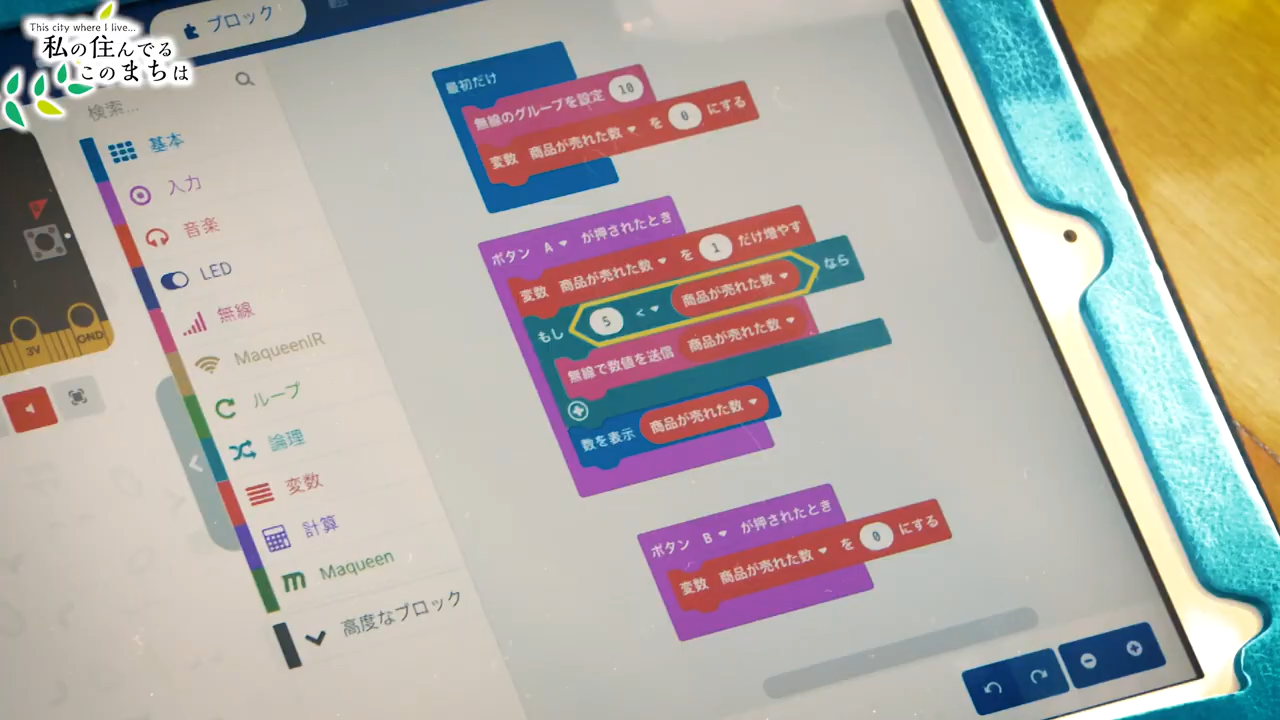 This city where I live...
私の住んでる
このまちは
ブロック
検索...
基本
入力
音楽
LED
無線
MaqueenIR
ループ
論理
変数
計算
Maqueen
高度なブロック
3V
GND
最初だけ
無線のグループを設定 10
変数 商品が売れた数 を 0 にする
ボタン A が押されたとき
変数 商品が売れた数 を 1 だけ増やす
もし 5 < 商品が売れた数 なら
無線で数値を送信 商品が売れた数
数を表示 商品が売れた数
ボタン B が押されたとき
変数 商品が売れた数 を 0 にする